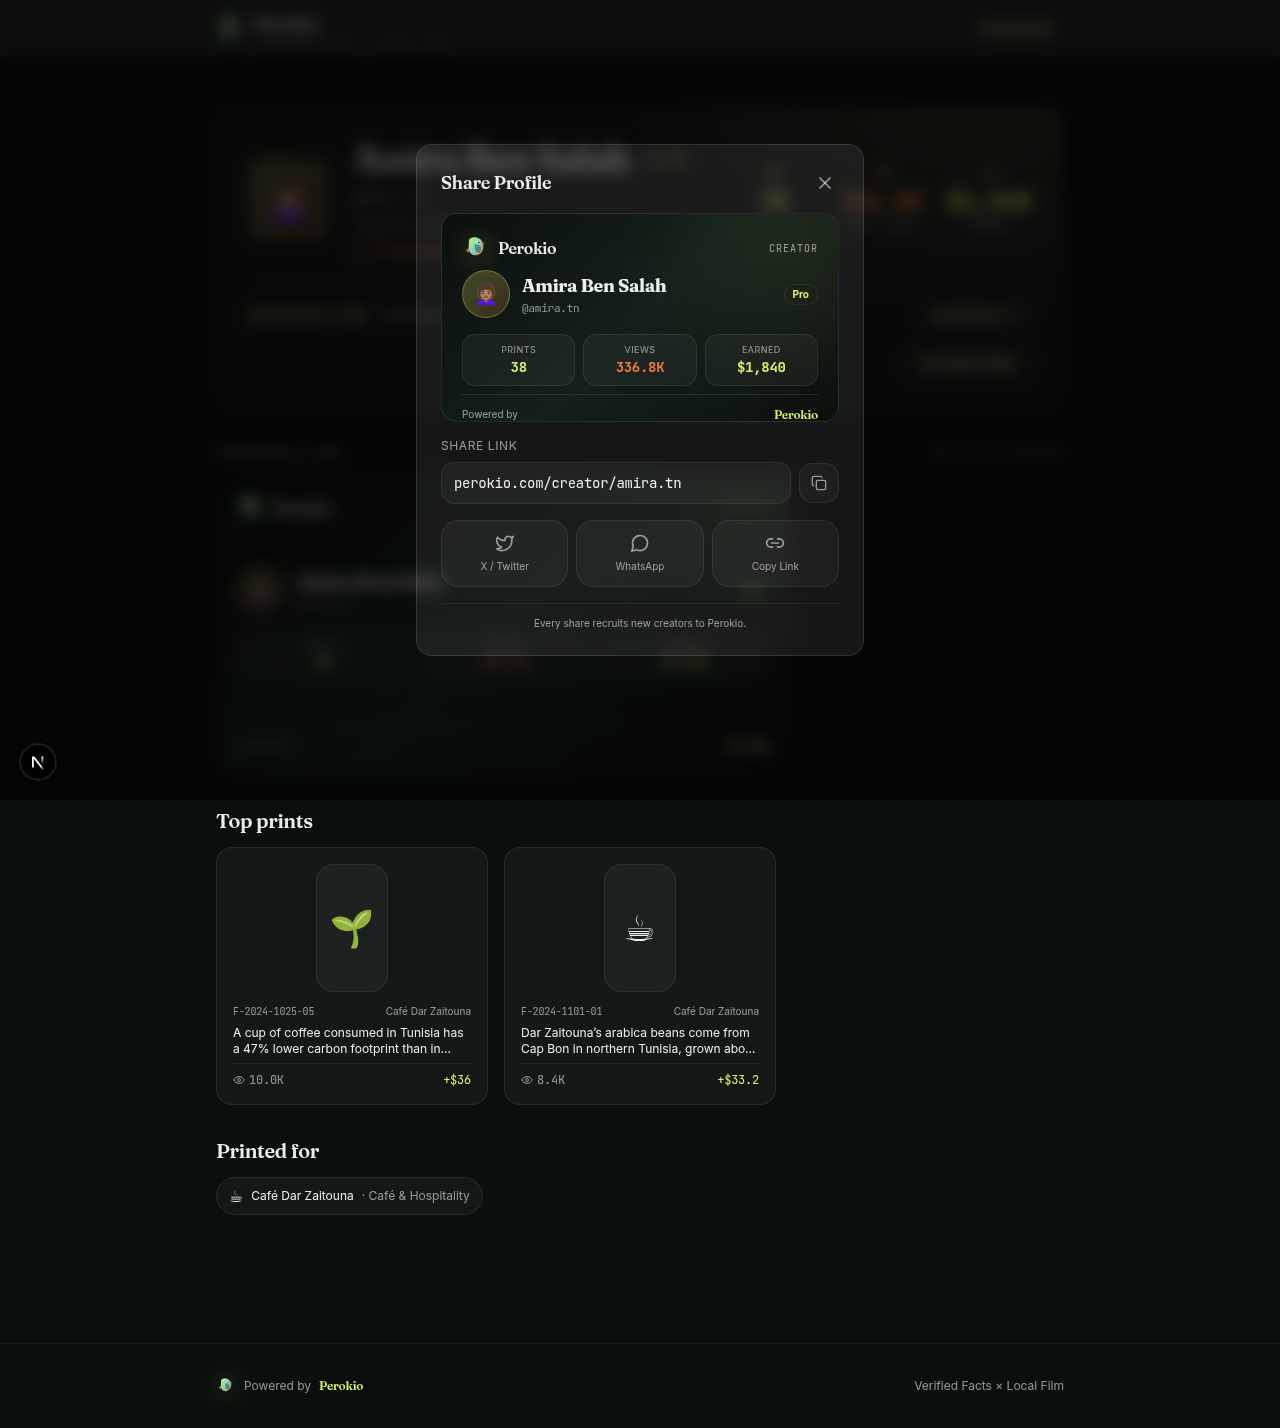 Share Profile
Perokio
CREATOR
Amira Ben Salah
@amira.tn
Pro
PRINTS
38
VIEWS
336.8K
EARNED
$1,840
Powered by
Perokio
SHARE LINK
perokio.com/creator/amira.tn
X / Twitter
WhatsApp
Copy Link
Every share recruits new creators to Perokio.
N
Top prints
F-2024-1025-05
Café Dar Zaitouna
A cup of coffee consumed in Tunisia has
a 47% lower carbon footprint than in...
10.0K
+$36
F-2024-1101-01
Café Dar Zaitouna
Dar Zaitouna’s arabica beans come from
Cap Bon in northern Tunisia, grown abo...
8.4K
+$33.2
Printed for
Café Dar Zaitouna · Café & Hospitality
Powered by Perokio
Verified Facts × Local Film